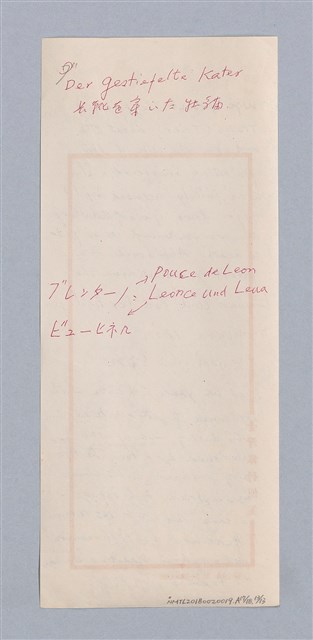 Der gestiefelte Kater
長靴を穿いた牡猫
Ponce de Leon
ブレンターノ: Leonce und Lena
ビューヒネル